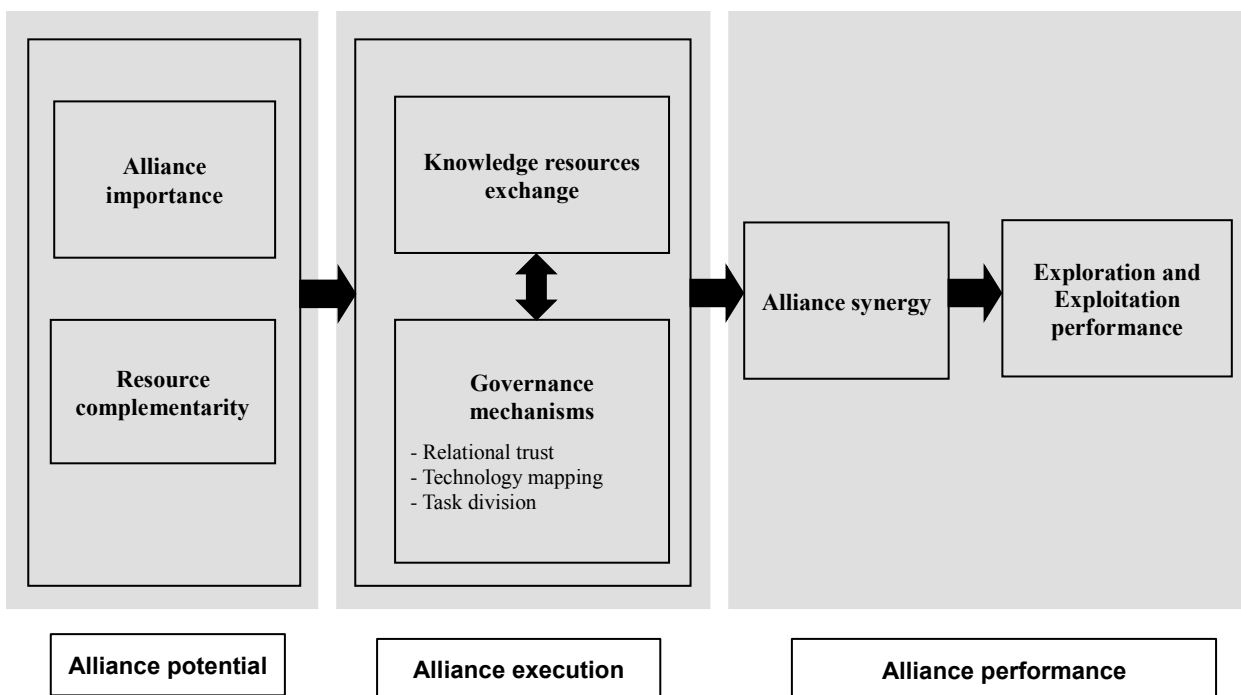 Alliance
importance
Resource
complementarity
Knowledge resources
exchange
Governance
mechanisms
- Relational trust
- Technology mapping
- Task division
Alliance synergy
Exploration and
Exploitation
performance
Alliance potential
Alliance execution
Alliance performance